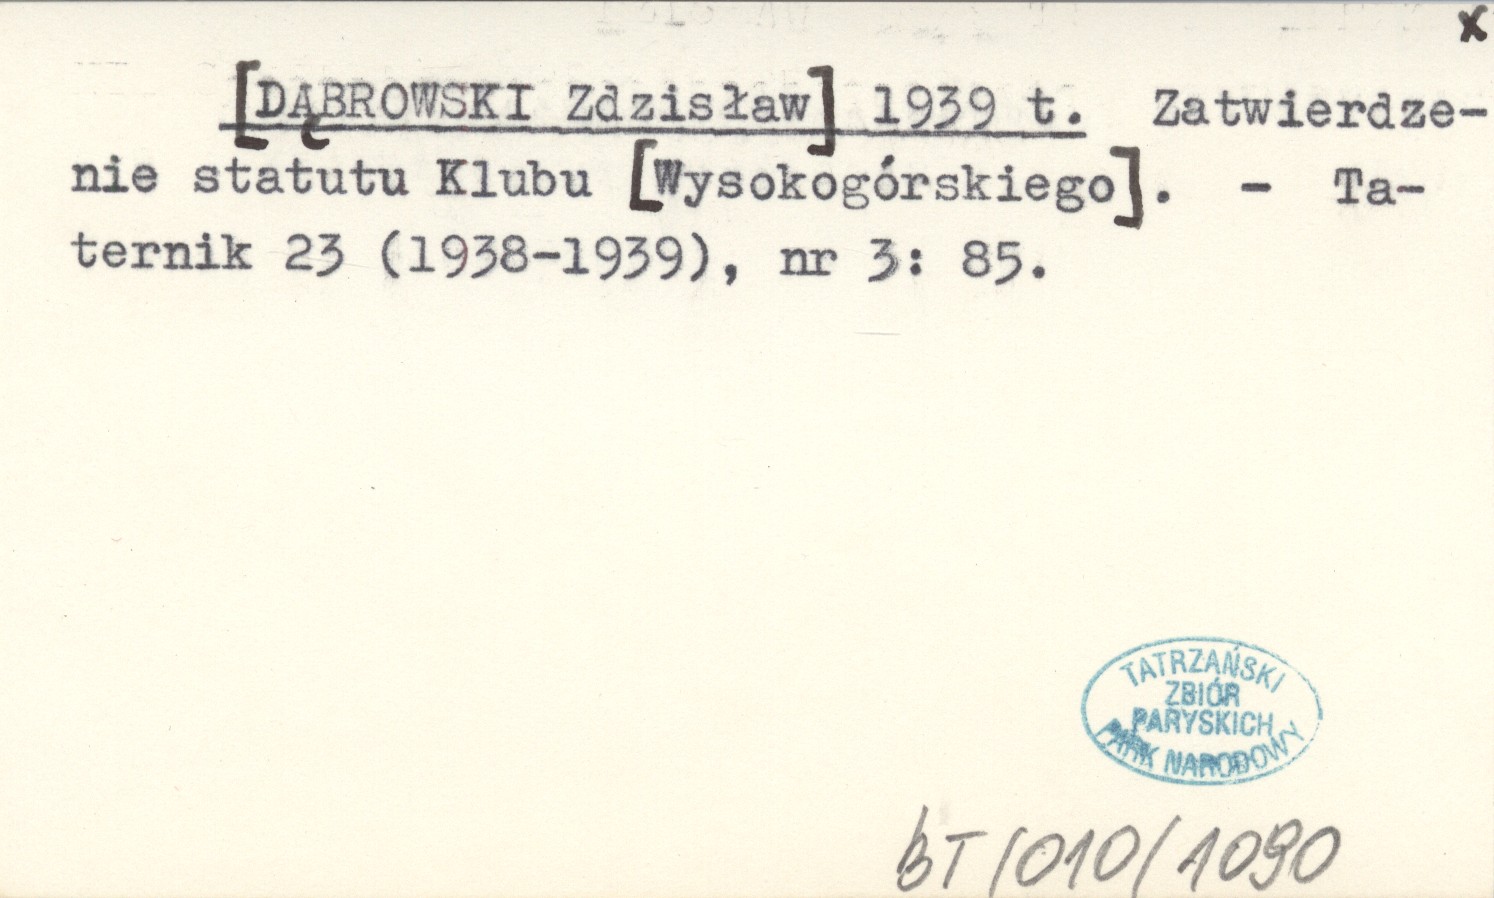 x
[DĄBROWSKI Zdzisław] 1939 t. Zatwierdze-
nie statutu Klubu [Wysokogórskiego]. - Ta-
ternik 23 (1938-1939), nr 3: 85.
TATRZAŃSKI
ZBIÓR
PARYSKICH
PARK NARODOWY
BT/010/1090